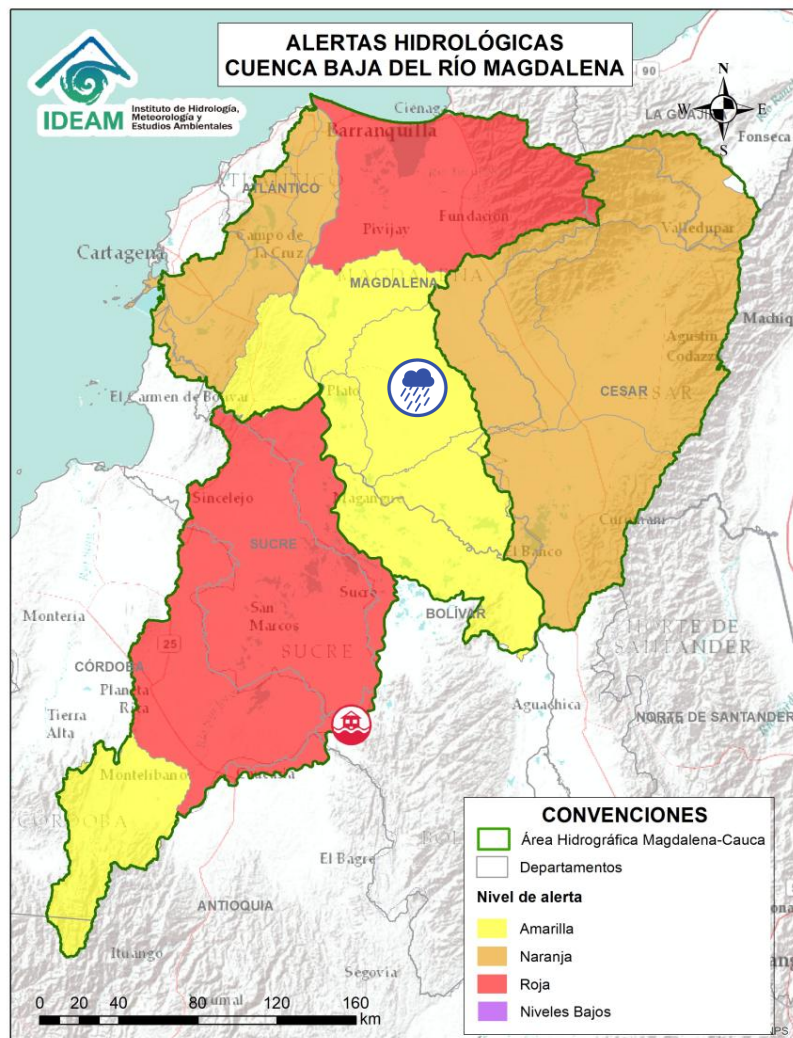 ALERTAS HIDROLÓGICAS
CUENCA BAJA DEL RÍO MAGDALENA
IDEAM
Instituto de Hidrología,
Meteorología y
Estudios Ambientales
90
N
W
E
S
LA GUAJIRA
Fonseca
Ciénaga
Barranquilla
ATLÁNTICO
Pivijay
Fundación
Valledupar
Cartagena
Campo de
la Cruz
MAGDALENA
Machiq
Agustín
Codazzi
CESAR
El Carmen de Bolívar
Plato
Sincelejo
Magangué
SUCRE
El Banco
San
Marcos
Sucre
BOLÍVAR
Montería
25
SUCRE
NORTE DE
SANTANDER
CÓRDOBA
Planeta
Rica
Aguachica
NORTE DE SANTANDER
Tierra
Alta
Montelíbano
CÓRDOBA
El Bagre
ANTIOQUIA
Ituango
Segovia
CONVENCIONES
Área Hidrográfica Magdalena-Cauca
Departamentos
Nivel de alerta
Amarilla
Naranja
Roja
Niveles Bajos
0 20 40 80 120 160
km